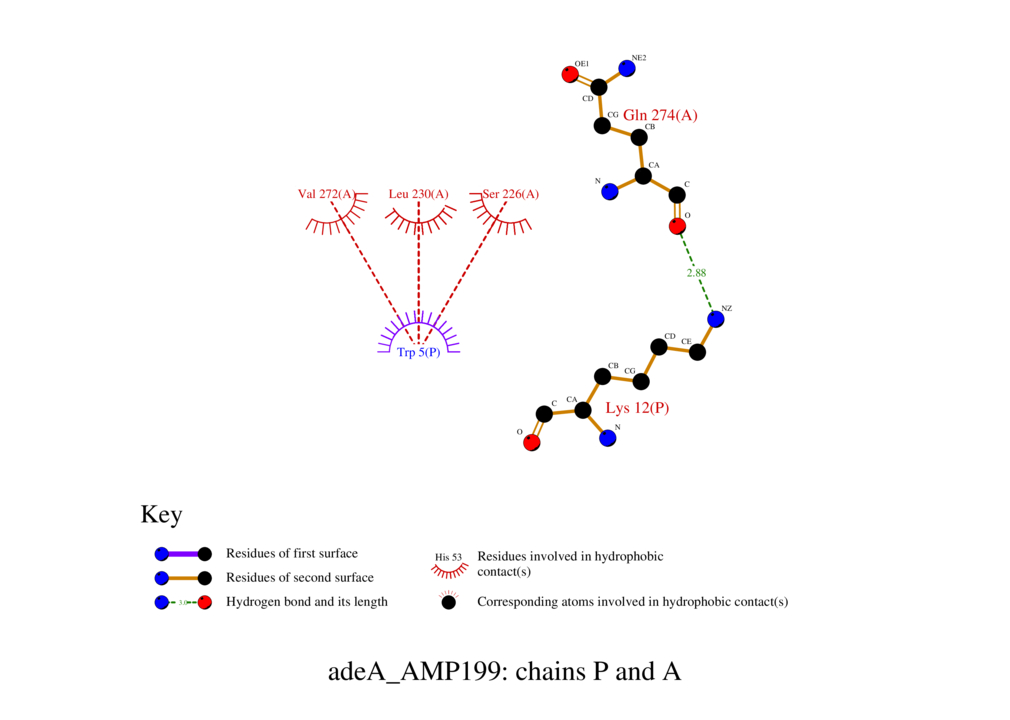 OE1
NE2
CD
CG
Gln 274(A)
CB
CA
N
C
Val 272(A)
Leu 230(A)
Ser 226(A)
O
2.88
NZ
CD
CE
Trp 5(P)
CB
CG
C
CA
Lys 12(P)
N
O
Key
Residues of first surface
Residues of second surface
3.0
Hydrogen bond and its length
His 53
Residues involved in hydrophobic
contact(s)
Corresponding atoms involved in hydrophobic contact(s)
adeA_AMP199: chains P and A